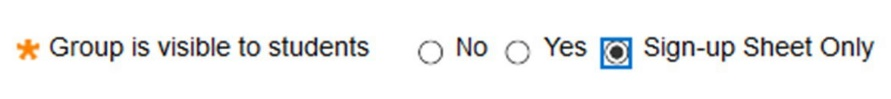 Group is visible to students No Yes Sign-up Sheet Only